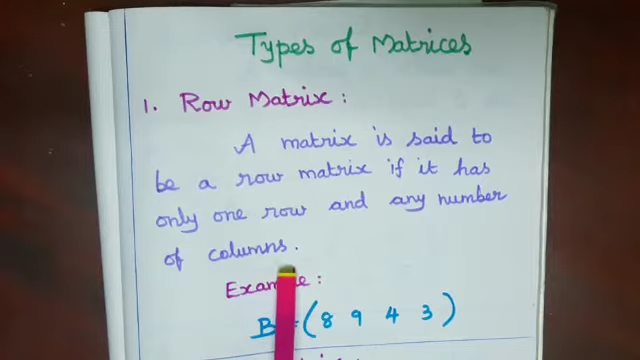 Types of Matrices
1. Row Matrix:
A matrix is said to
be a row matrix if it has
only one row and any number
of columns.
Example:
B = ( 8 9 4 3 )